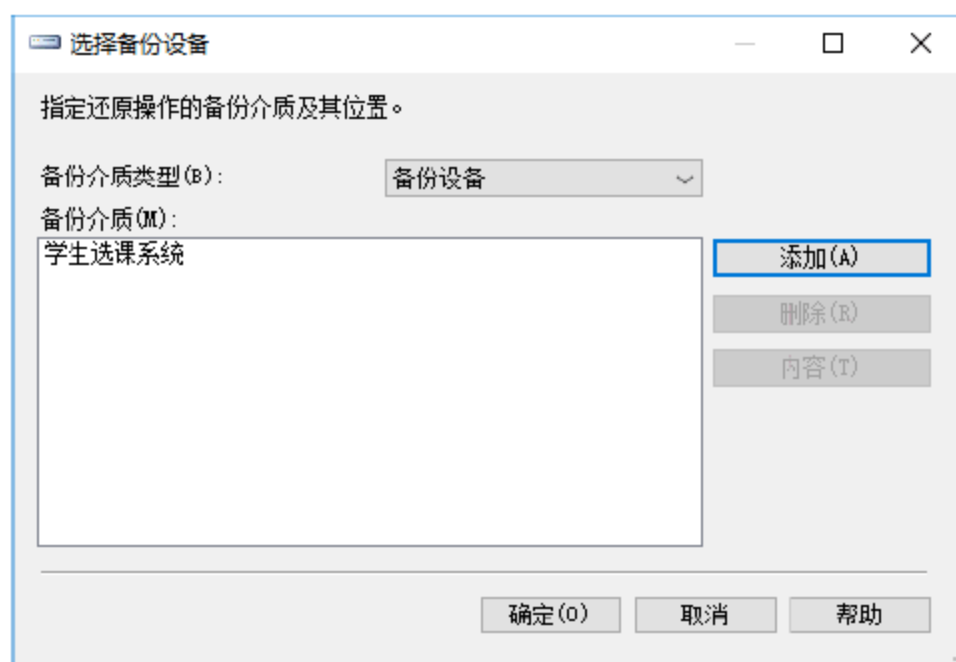 选择备份设备
指定还原操作的备份介质及其位置。
备份介质类型(B):
备份设备
备份介质(M):
学生选课系统
添加(A)
删除(R)
内容(T)
确定(O)
取消
帮助